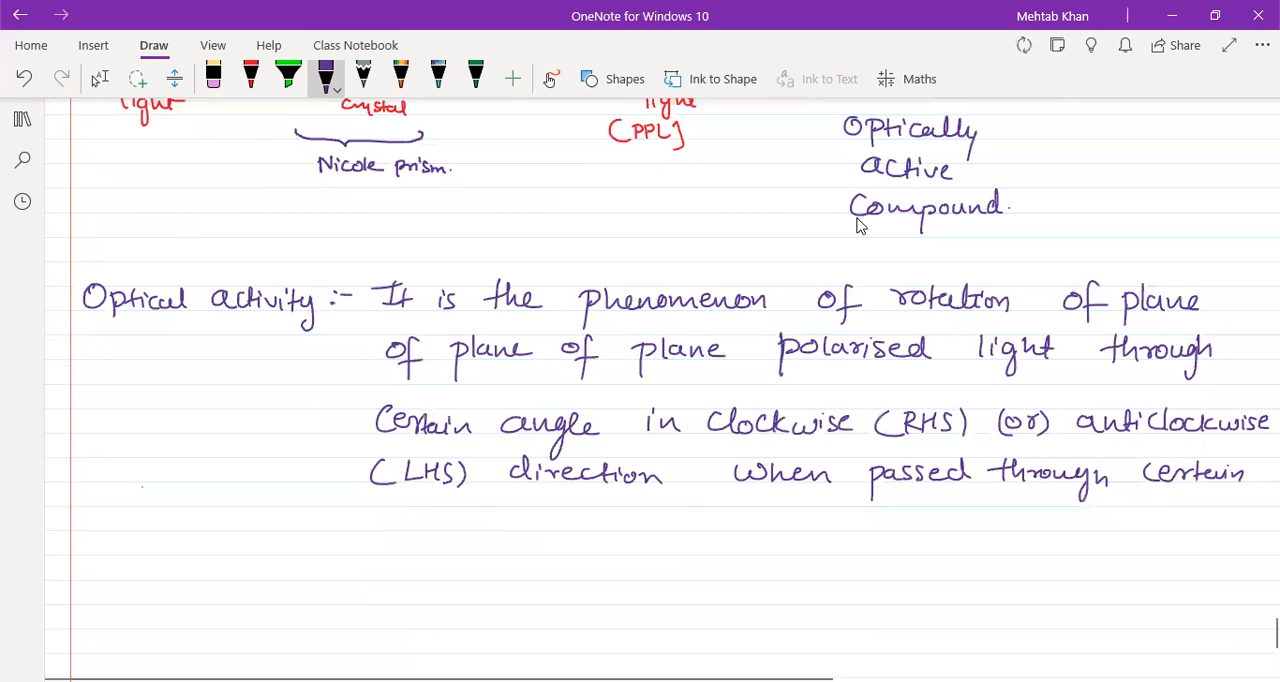 OneNote for Windows 10
Mehtab Khan
Home Insert Draw View Help Class Notebook
Share
Shapes Ink to Shape Ink to Text Maths
light crystal light
[PPL]
Nicole prism.
Optically
active
Compound.
Optical activity :- It is the phenomenon of rotation of plane
of plane of plane polarised light through
Certain angle in clockwise (RHS) (or) anticlockwise
(LHS) direction when passed through certain